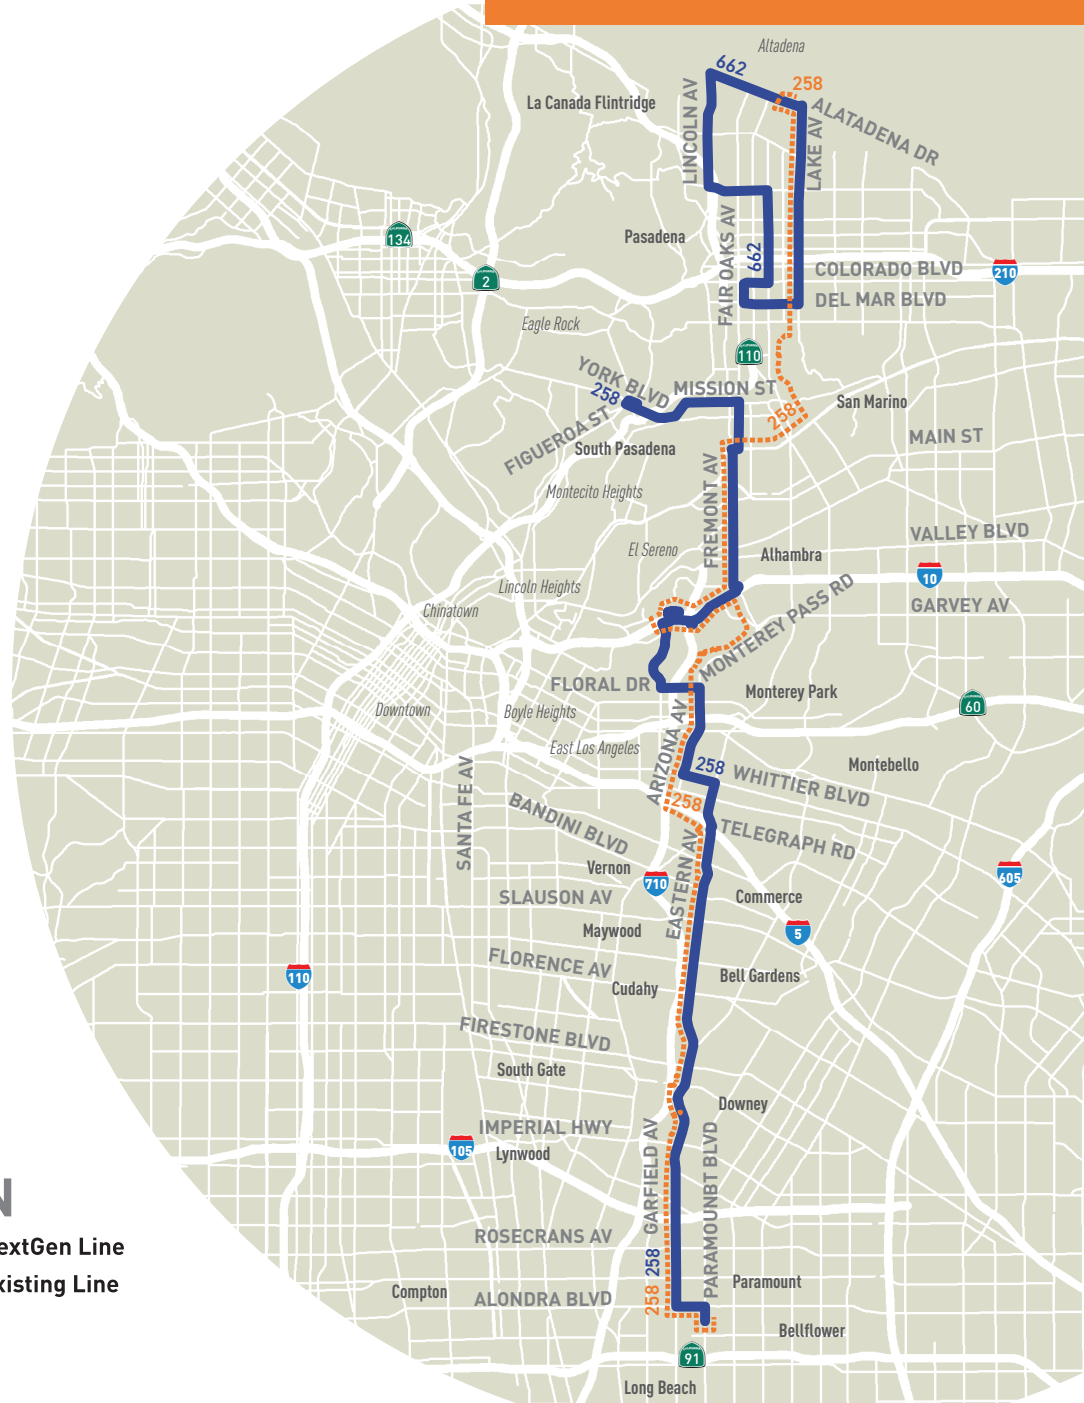 Altadena
662
258
La Canada Flintridge
LINCOLN AV
ALATADENA DR
LAKE AV
134
Pasadena
FAIR OAKS AV
662
COLORADO BLVD
210
CALIFORNIA
2
DEL MAR BLVD
Eagle Rock
110
YORK BLVD
MISSION ST
258
San Marino
258
FIGUEROA ST
South Pasadena
MAIN ST
Montecito Heights
FREMONT AV
VALLEY BLVD
El Sereno
Alhambra
10
Lincoln Heights
MONTEREY PASS RD
GARVEY AV
Chinatown
FLORAL DR
Monterey Park
60
Downtown
Boyle Heights
ARIZONA AV
East Los Angeles
258
WHITTIER BLVD
Montebello
SANTA FE AV
258
BANDINI BLVD
TELEGRAPH RD
Vernon
EASTERN AV
710
605
SLAUSON AV
Commerce
Maywood
5
FLORENCE AV
110
Bell Gardens
Cudahy
FIRESTONE BLVD
South Gate
Downey
IMPERIAL HWY
GARFIELD AV
PARAMOUNBT BLVD
105
Lynwood
N
extGen Line
ROSECRANS AV
258
258
xisting Line
Compton
ALONDRA BLVD
Paramount
Bellflower
91
Long Beach